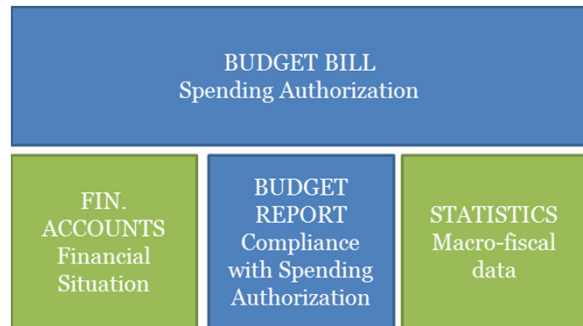 BUDGET BILL
Spending Authorization
FIN.
ACCOUNTS
Financial
Situation
BUDGET
REPORT
Compliance
with Spending
Authorization
STATISTICS
Macro-fiscal
data